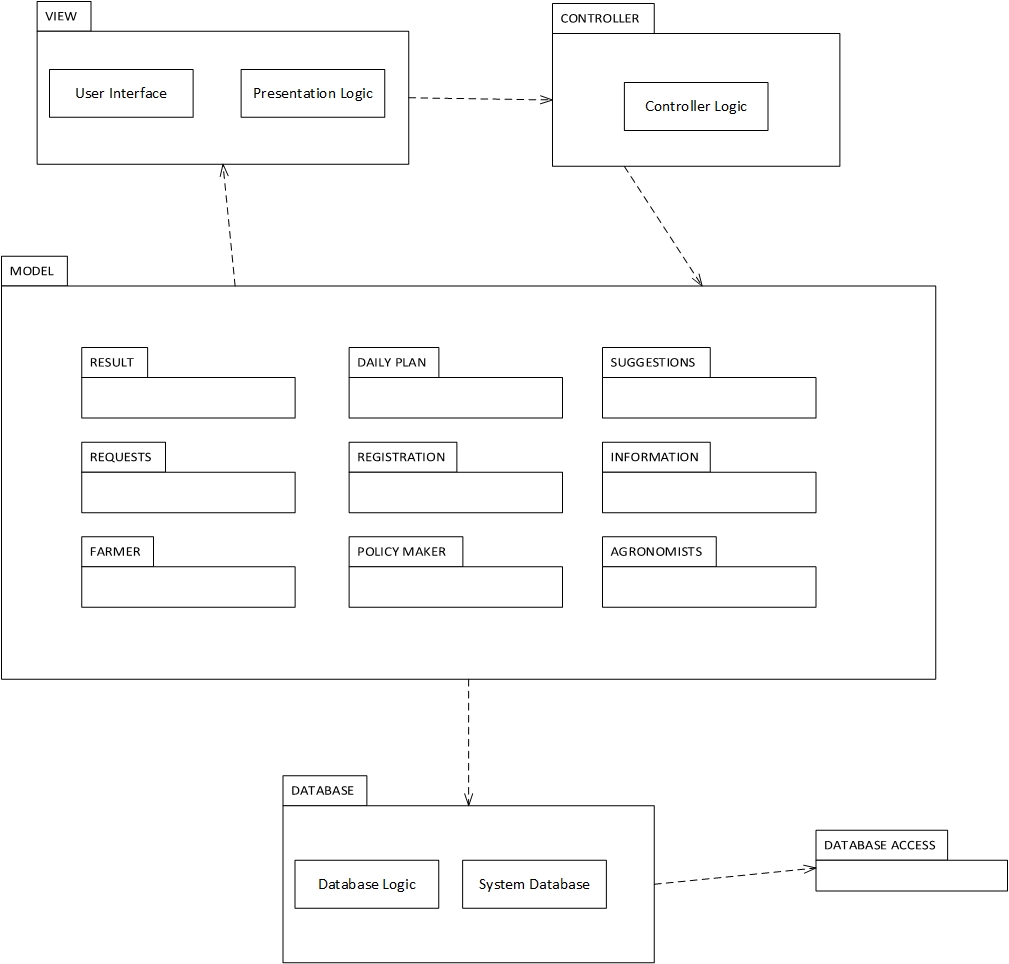 VIEW
CONTROLLER
User Interface
Presentation Logic
Controller Logic
MODEL
RESULT
DAILY PLAN
SUGGESTIONS
REQUESTS
REGISTRATION
INFORMATION
FARMER
POLICY MAKER
AGRONOMISTS
DATABASE
DATABASE ACCESS
Database Logic
System Database